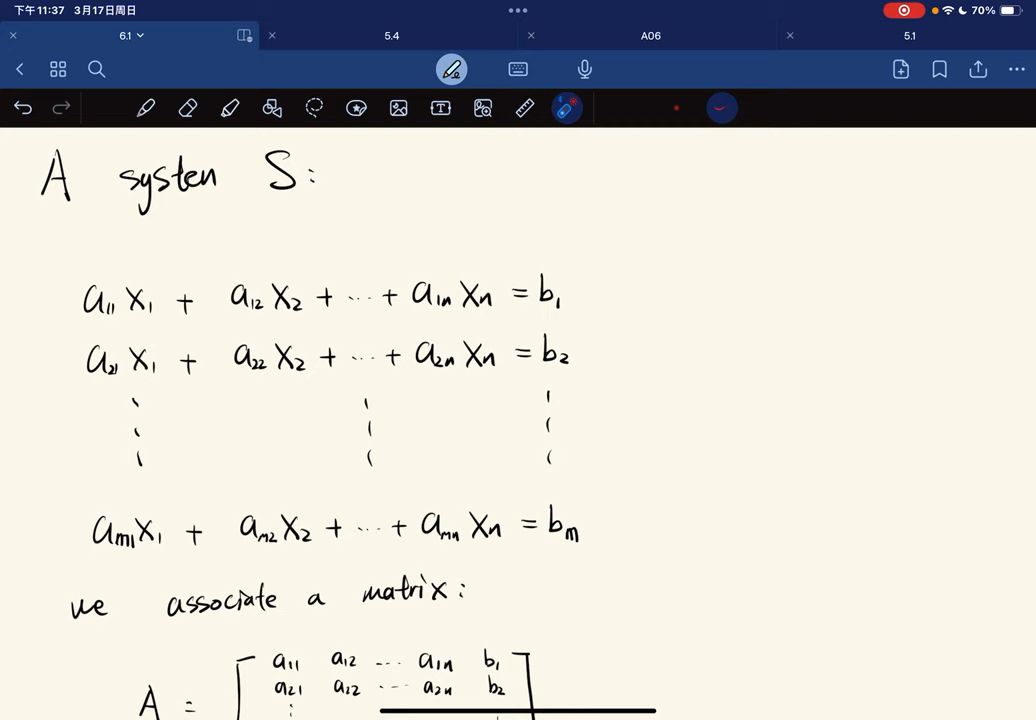 下午11:37 3月17日周日
70%
6.1 5.4 A06 5.1
A systen S:
a₁₁ x₁ + a₁₂ x₂ + ... + a₁ₙ xₙ = b₁
a₂₁ x₁ + a₂₂ x₂ + ... + a₂ₙ xₙ = b₂
⋮ ⋮ ⋮
aₘ₁ x₁ + aₘ₂ x₂ + ... + aₘₙ xₙ = bₘ
we associate a matrix:
a₁₁ a₁₂ ... a₁ₙ b₁
a₂₁ a₂₂ ... a₂ₙ b₂
A = ⋮